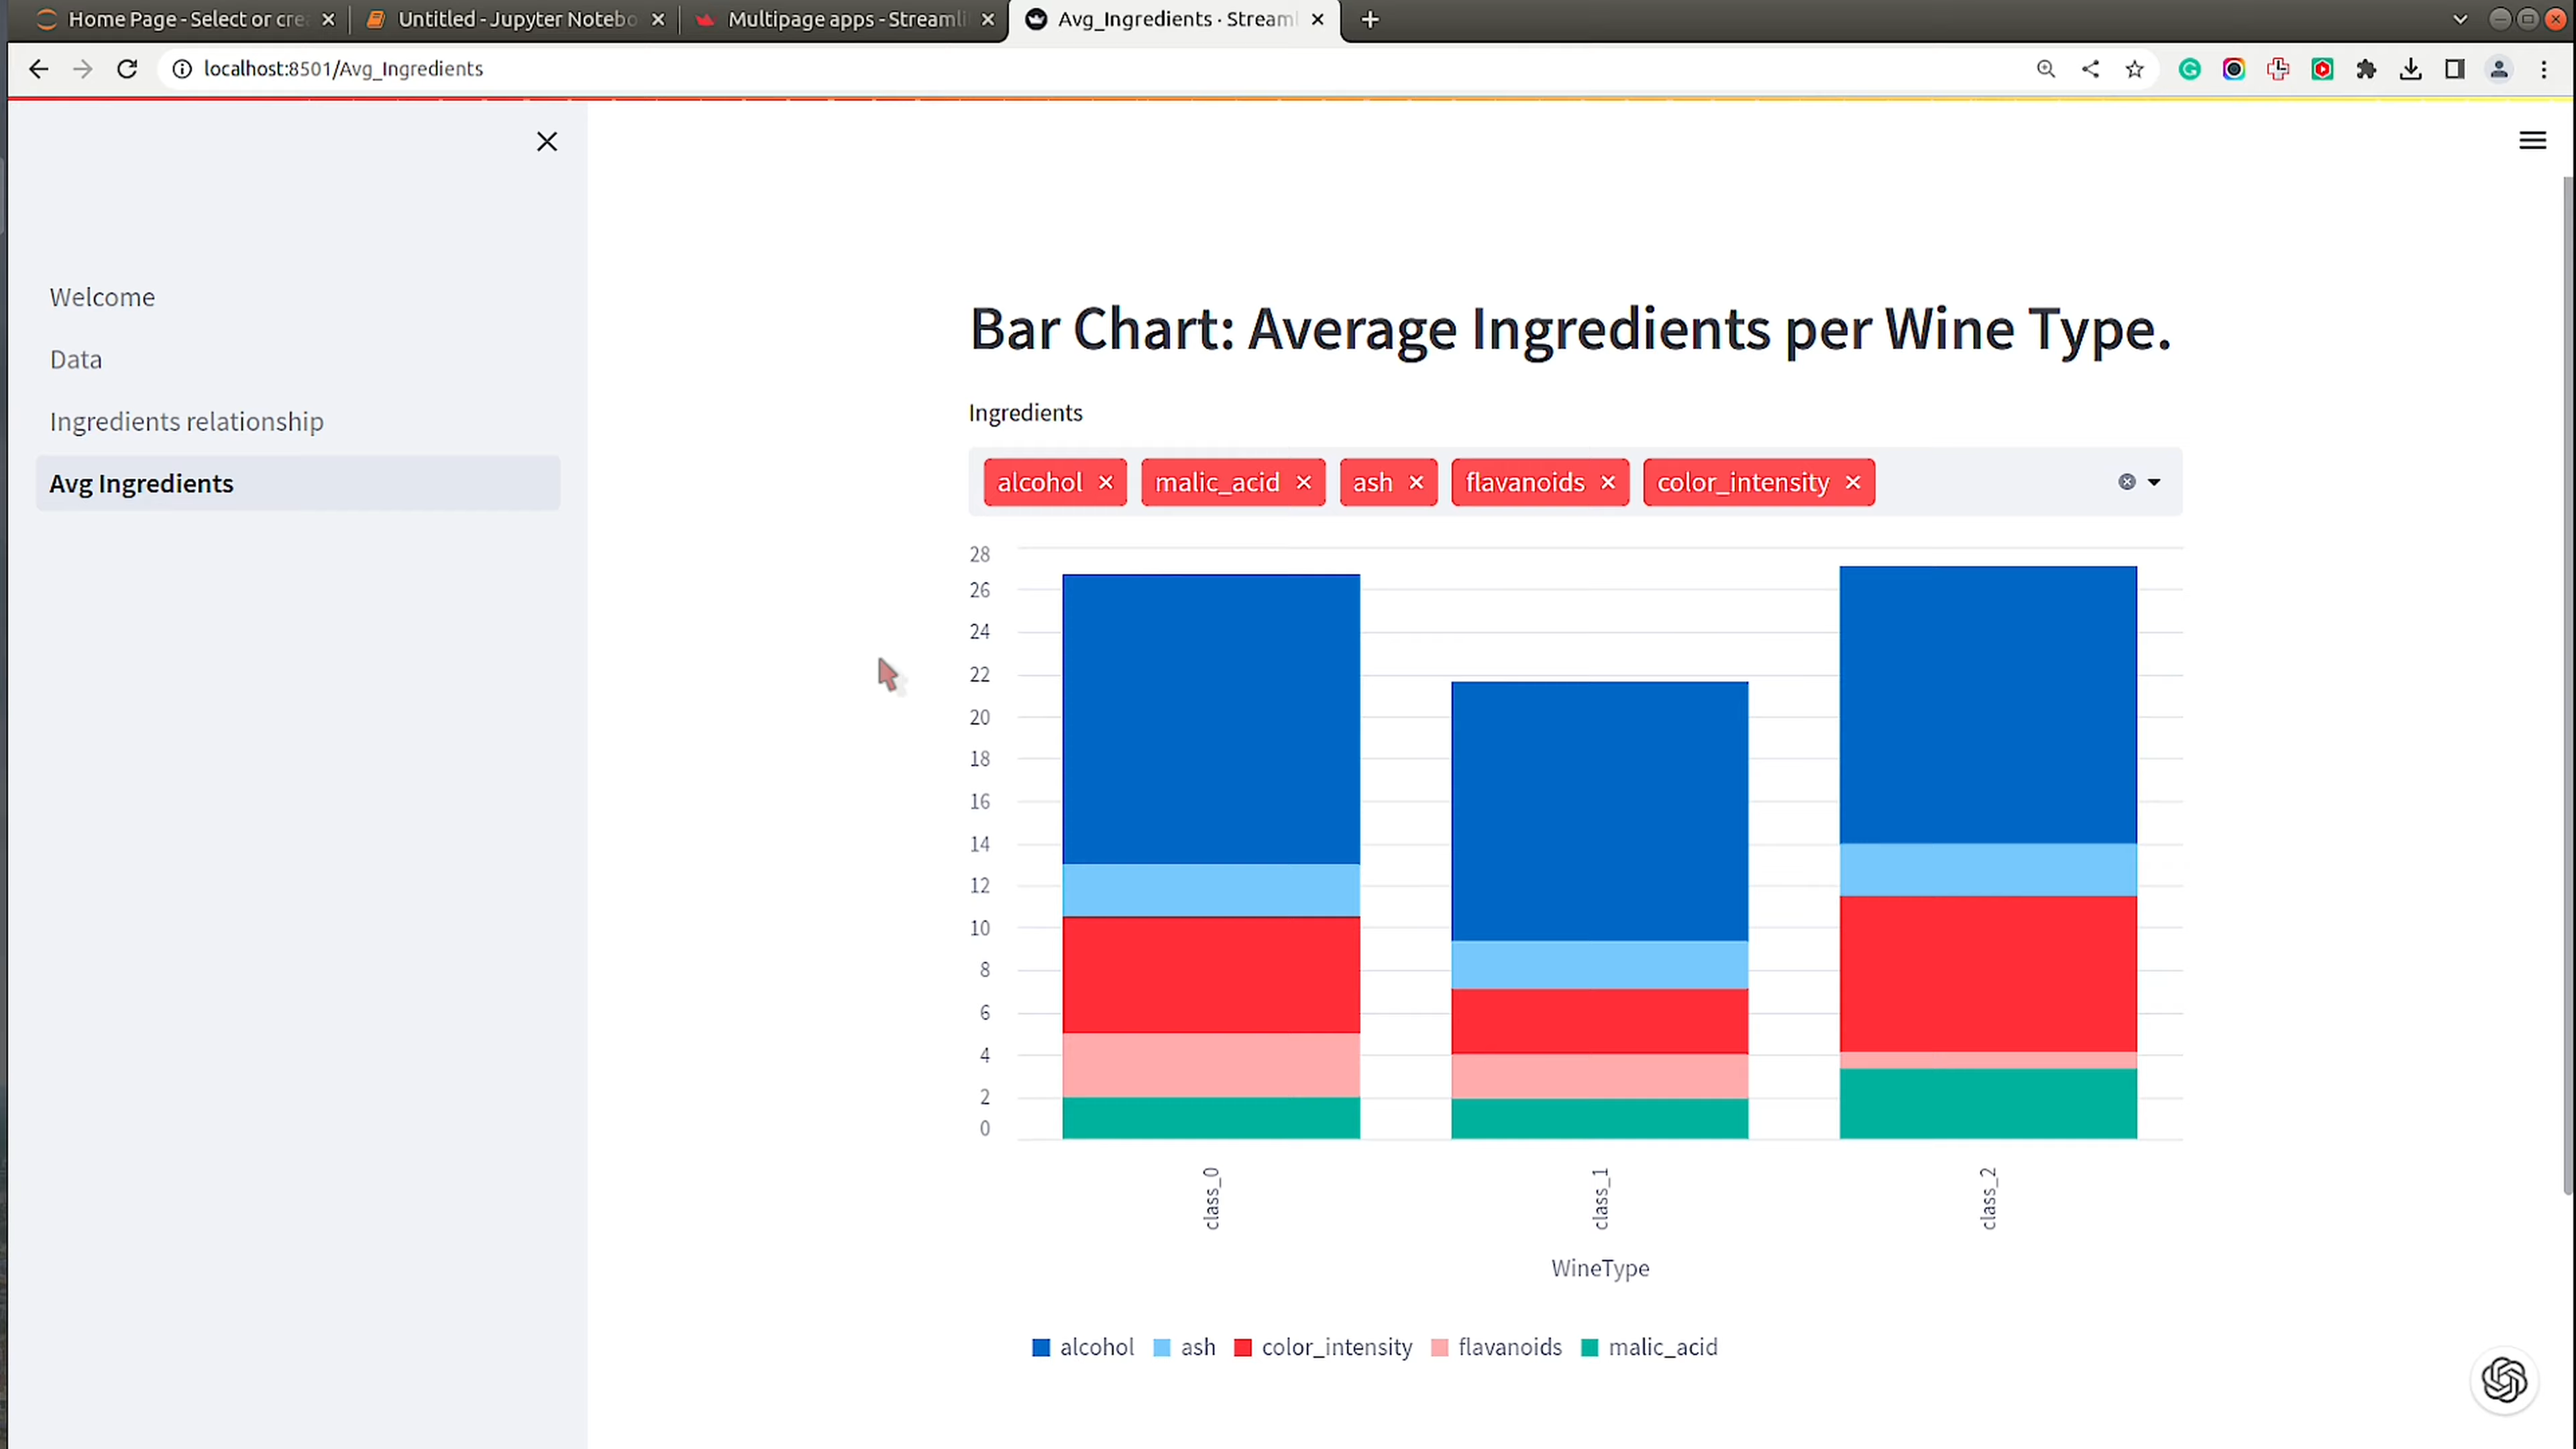 Home Page - Select or cre
Untitled - Jupyter Notebo
Multipage apps - Streamli
Avg_Ingredients · Streaml
localhost:8501/Avg_Ingredients
Welcome
Data
Ingredients relationship
Avg Ingredients
Bar Chart: Average Ingredients per Wine Type.
Ingredients
alcohol malic_acid ash flavanoids color_intensity
28
26
24
22
20
18
16
14
12
10
8
6
4
2
0
class_0 class_1 class_2
WineType
alcohol ash color_intensity flavanoids malic_acid